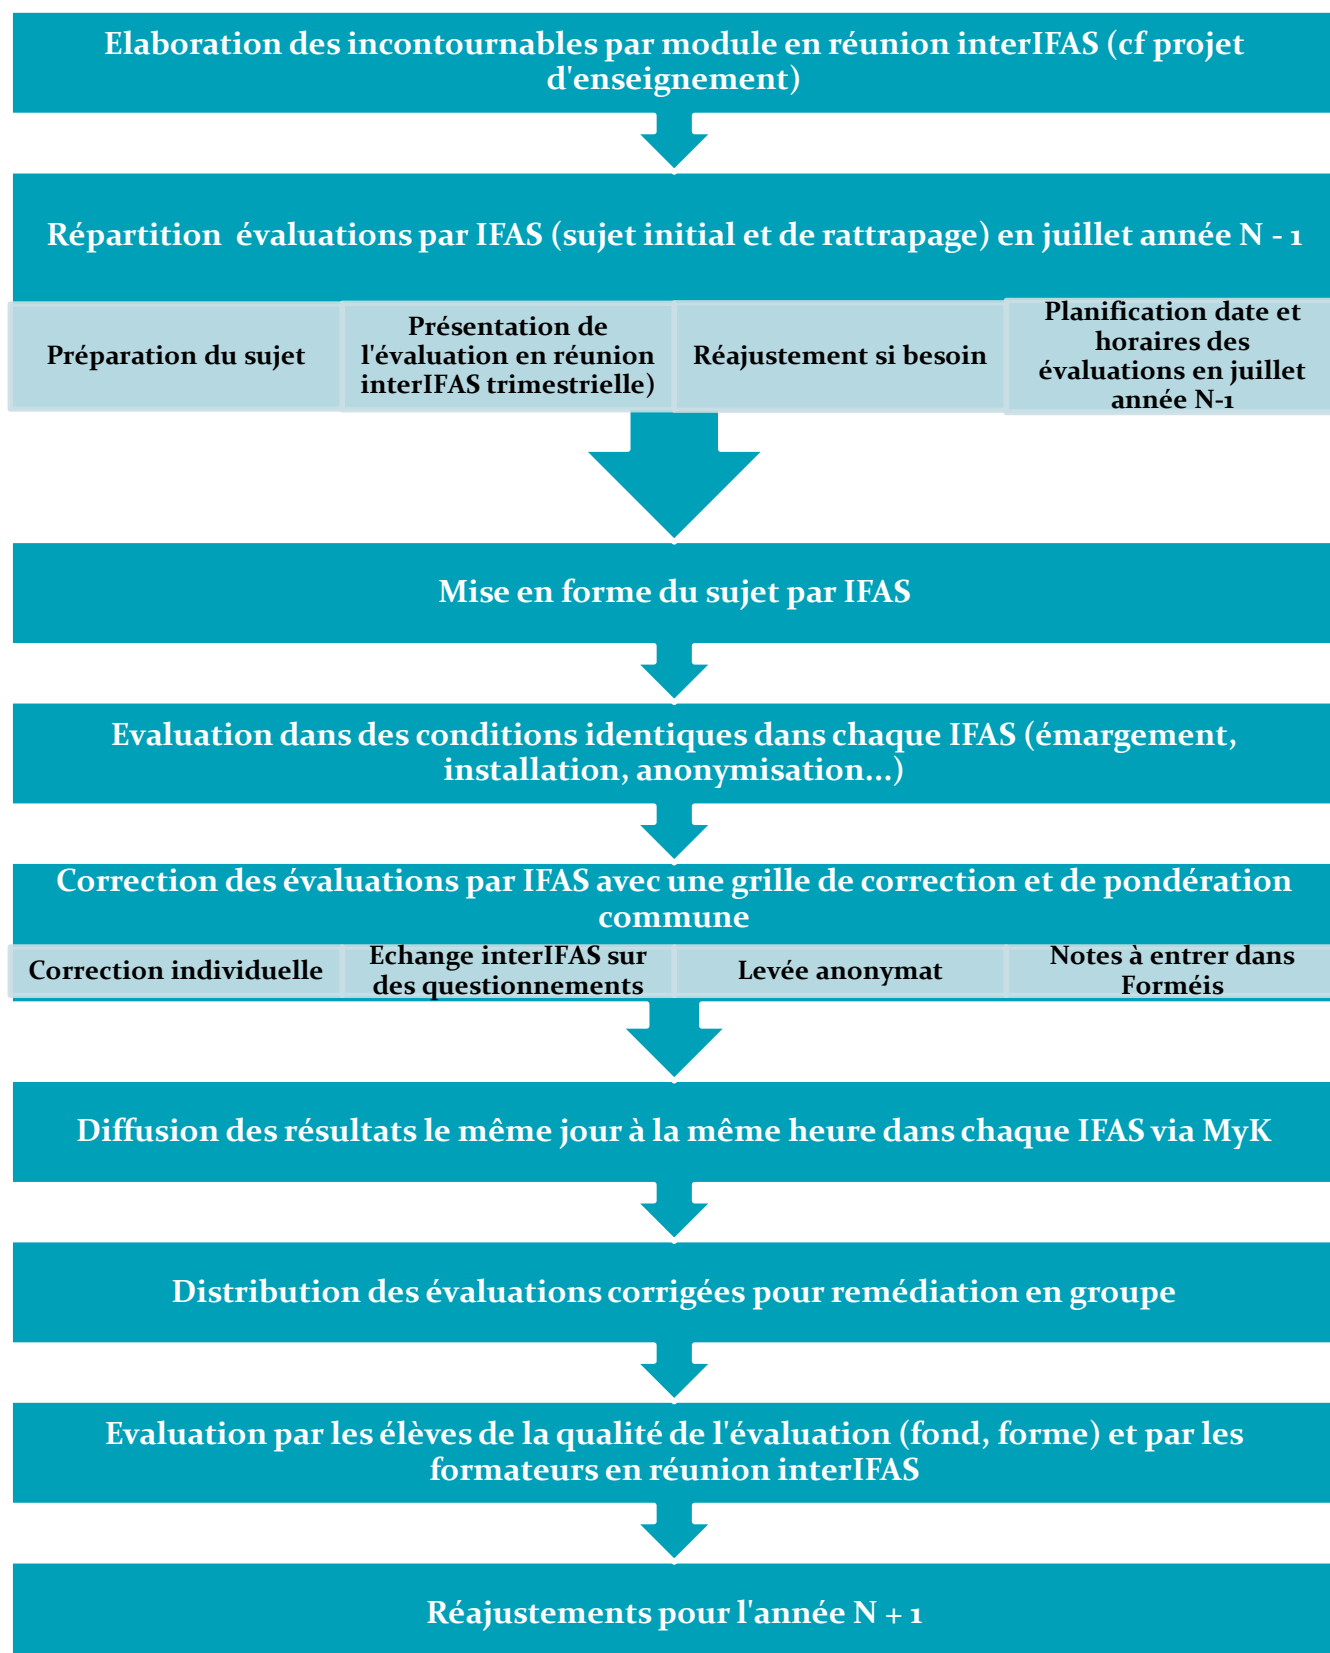 Elaboration des incontournables par module en réunion interIFAS (cf projet
d'enseignement)
Répartition évaluations par IFAS (sujet initial et de rattrapage) en juillet année N - 1
Préparation du sujet
Présentation de
l'évaluation en réunion
interIFAS trimestrielle)
Réajustement si besoin
Planification date et
horaires des
évaluations en juillet
année N-1
Mise en forme du sujet par IFAS
Evaluation dans des conditions identiques dans chaque IFAS (émargement,
installation, anonymisation...)
Correction des évaluations par IFAS avec une grille de correction et de pondération
commune
Correction individuelle
Echange interIFAS sur
des questionnements
Levée anonymat
Notes à entrer dans
Forméis
Diffusion des résultats le même jour à la même heure dans chaque IFAS via MyK
Distribution des évaluations corrigées pour remédiation en groupe
Evaluation par les élèves de la qualité de l'évaluation (fond, forme) et par les
formateurs en réunion interIFAS
Réajustements pour l'année N + 1